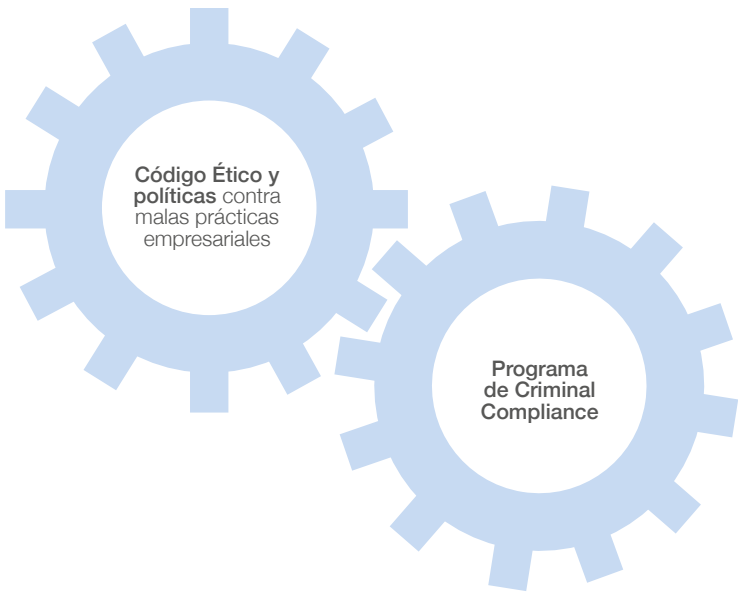 Código Ético y
políticas contra
malas prácticas
empresariales
Programa
de Criminal
Compliance